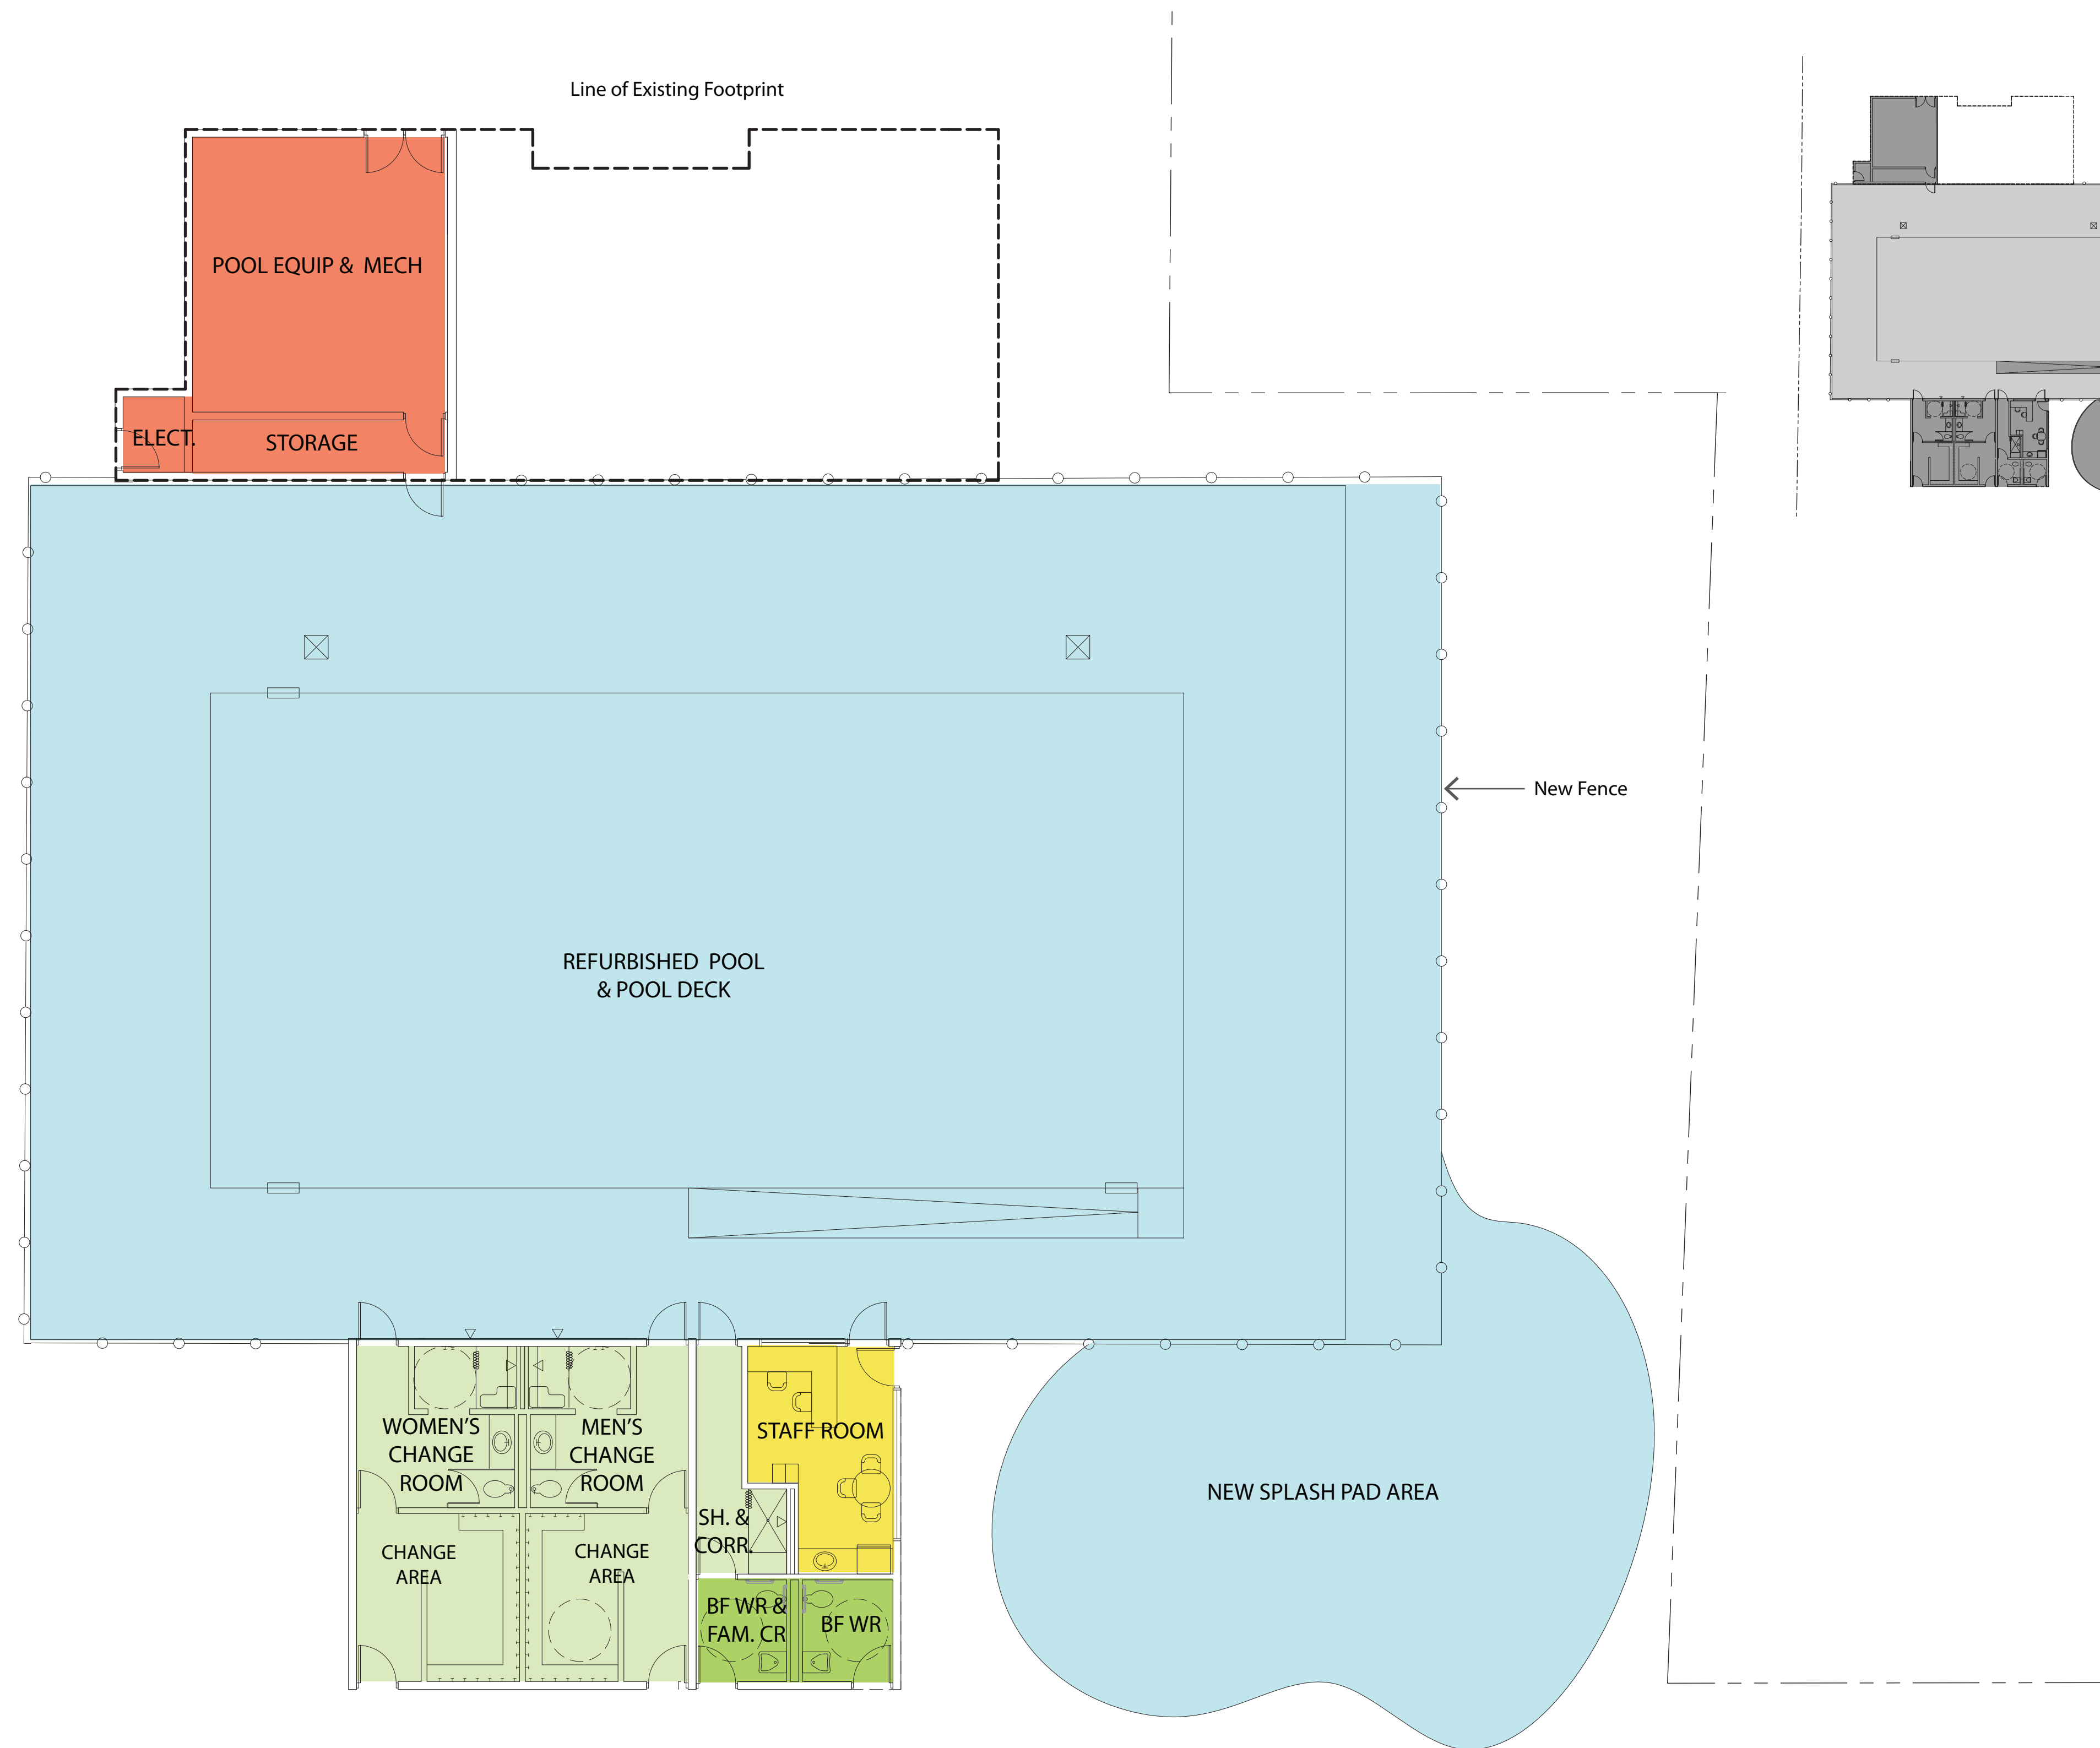 Line of Existing Footprint
POOL EQUIP & MECH
ELECT.
STORAGE
New Fence
REFURBISHED POOL
& POOL DECK
WOMEN'S
CHANGE
ROOM
MEN'S
CHANGE
ROOM
STAFF ROOM
NEW SPLASH PAD AREA
SH. &
CORR.
CHANGE
AREA
CHANGE
AREA
BF WR &
FAM. CR
BF WR